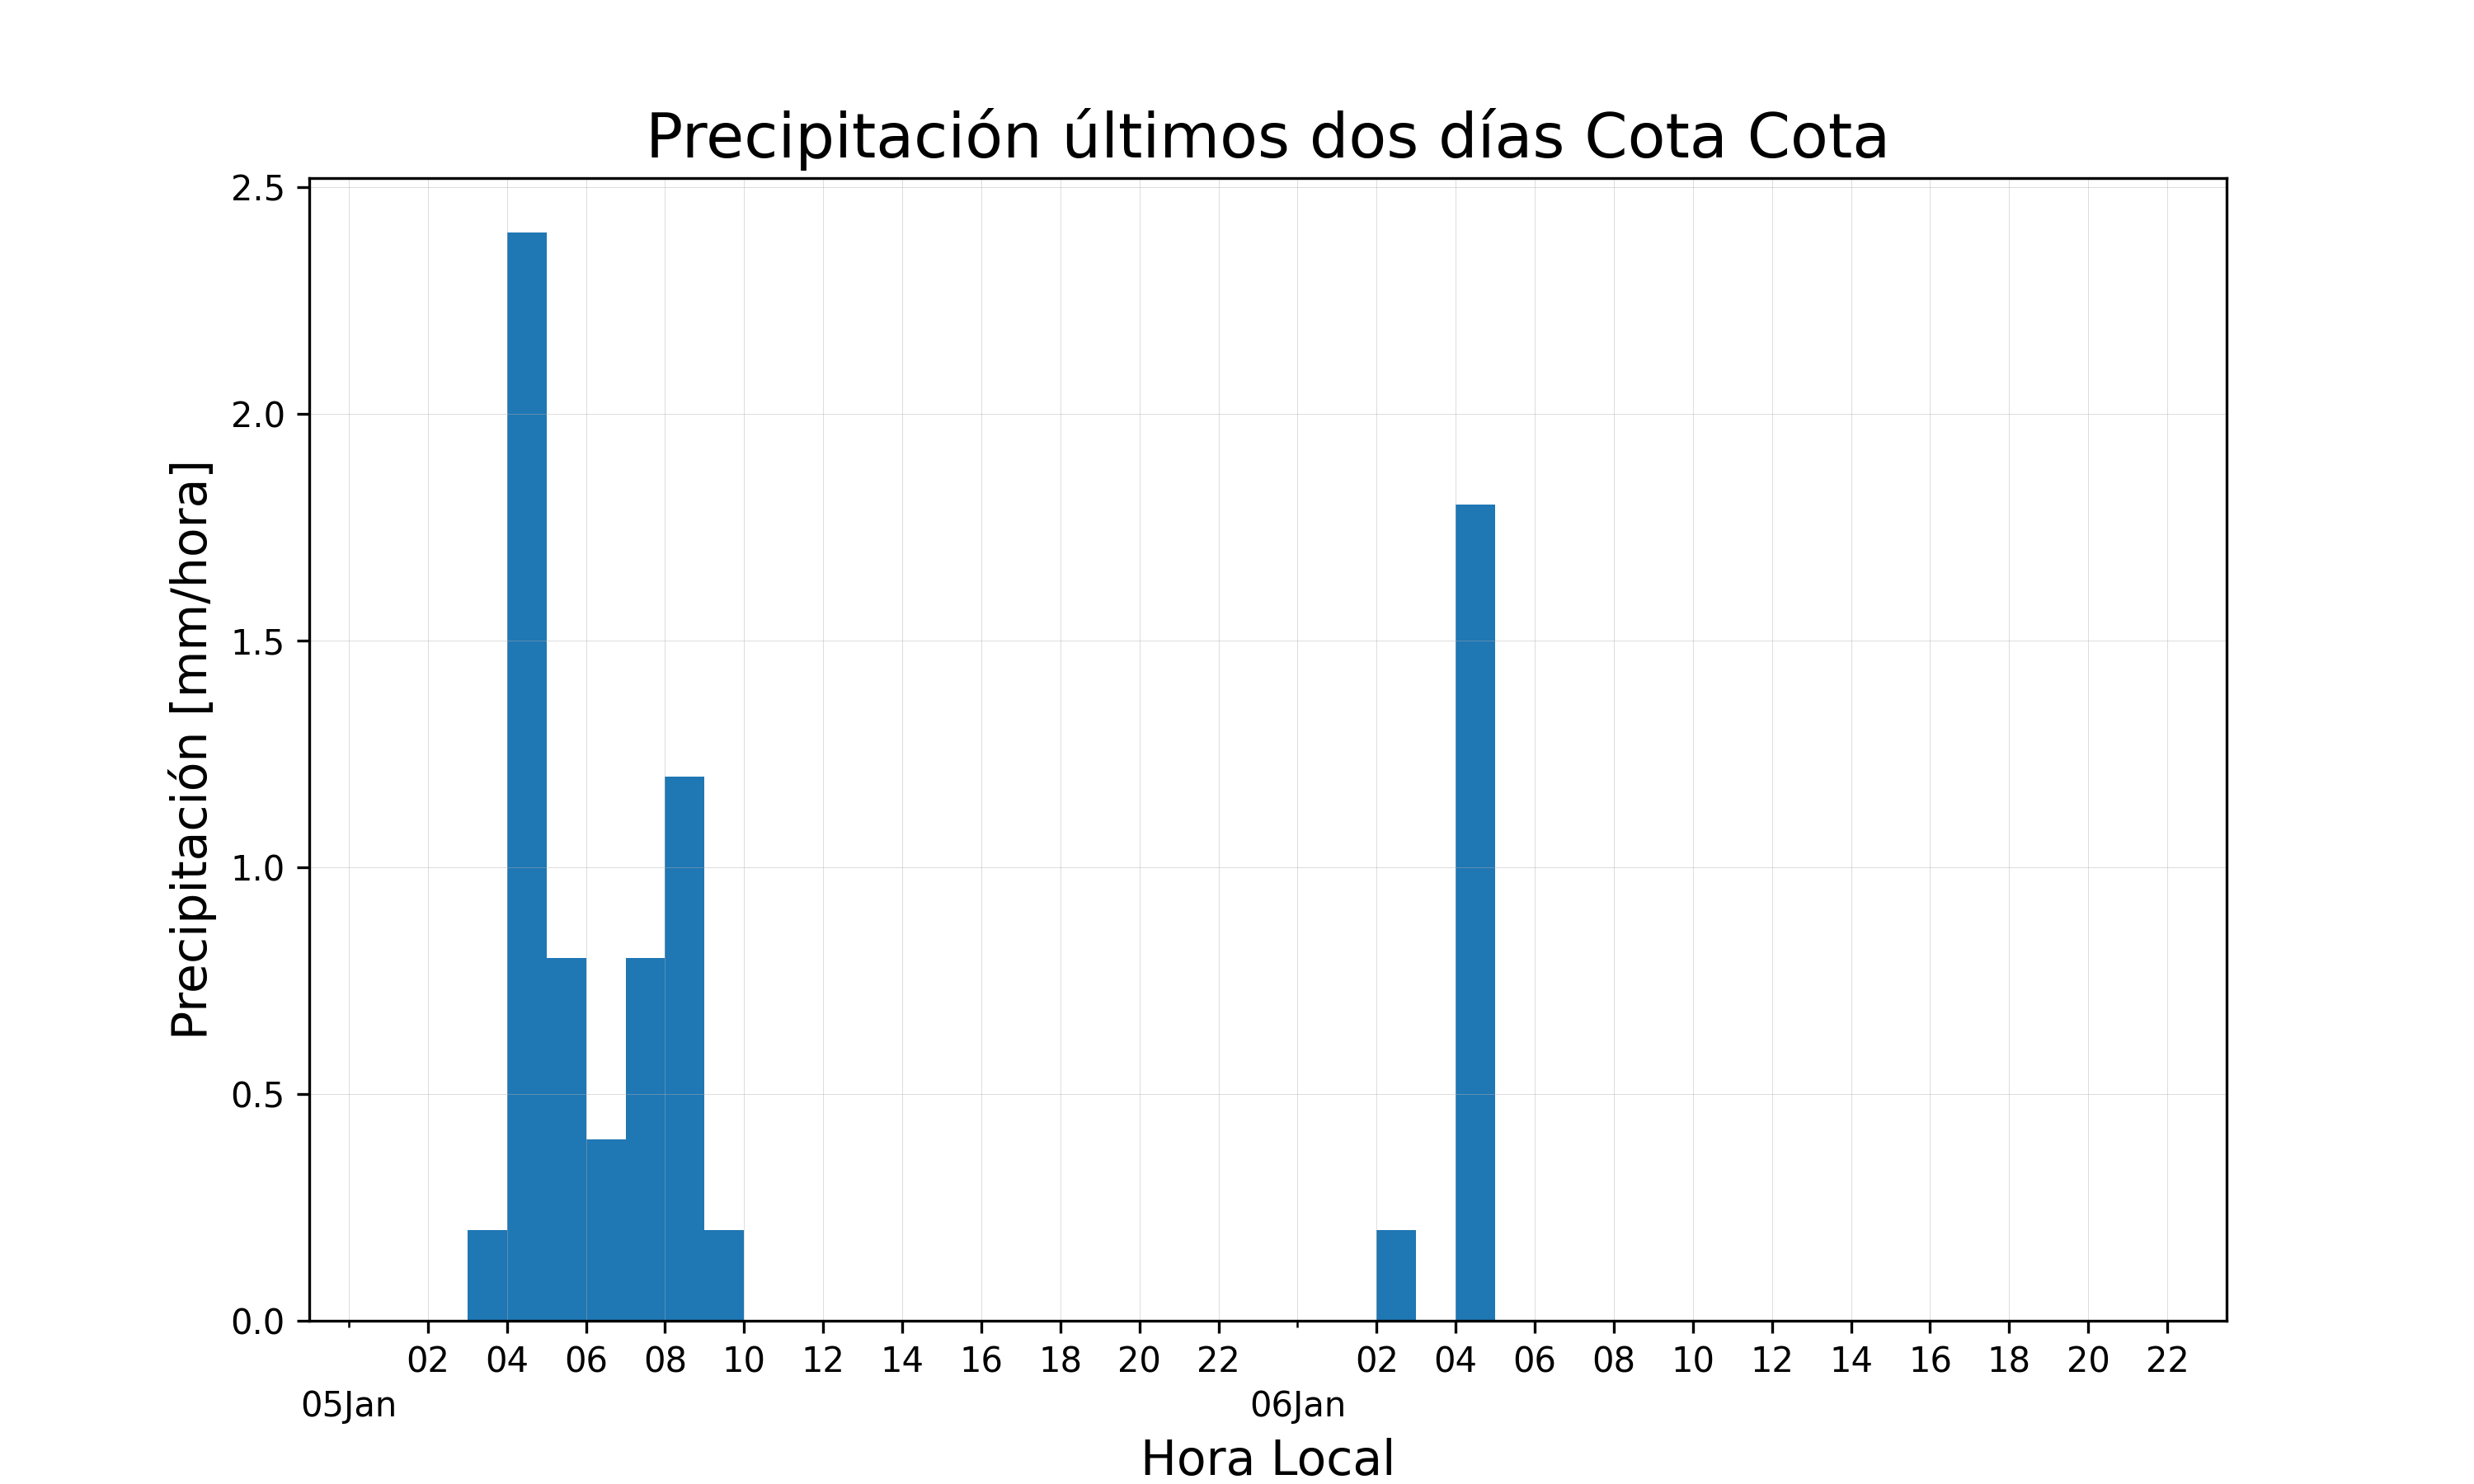 Precipitación últimos dos días Cota Cota
Precipitación [mm/hora]
2.5
2.0
1.5
1.0
0.5
0.0
02 04 06 08 10 12 14 16 18 20 22 02 04 06 08 10 12 14 16 18 20 22
05Jan 06Jan
Hora Local